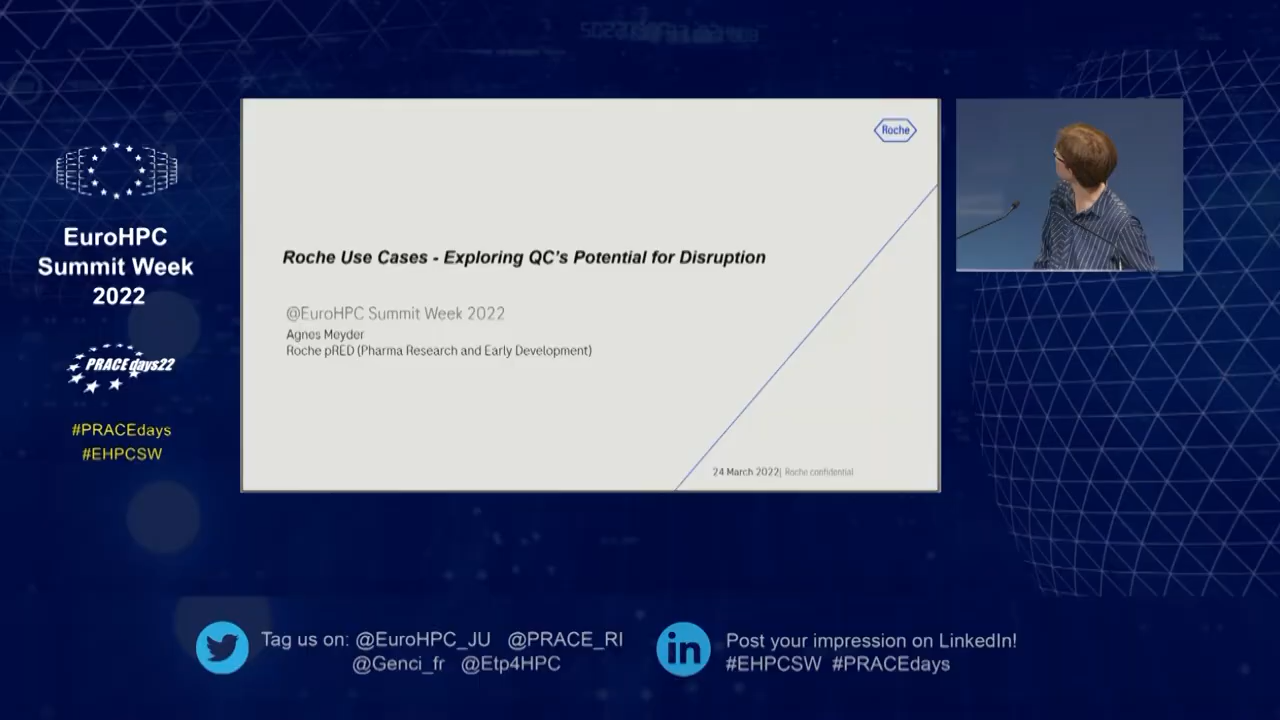 EuroHPC
Summit Week
2022
PRACEdays22
#PRACEdays
#EHPCSW
Roche
Roche Use Cases - Exploring QC's Potential for Disruption
@EuroHPC Summit Week 2022
Agnes Meyder
Roche pRED (Pharma Research and Early Development)
24 March 2022| Roche confidential
Tag us on: @EuroHPC_JU @PRACE_RI
@Genci_fr @Etp4HPC
in
Post your impression on LinkedIn!
#EHPCSW #PRACEdays